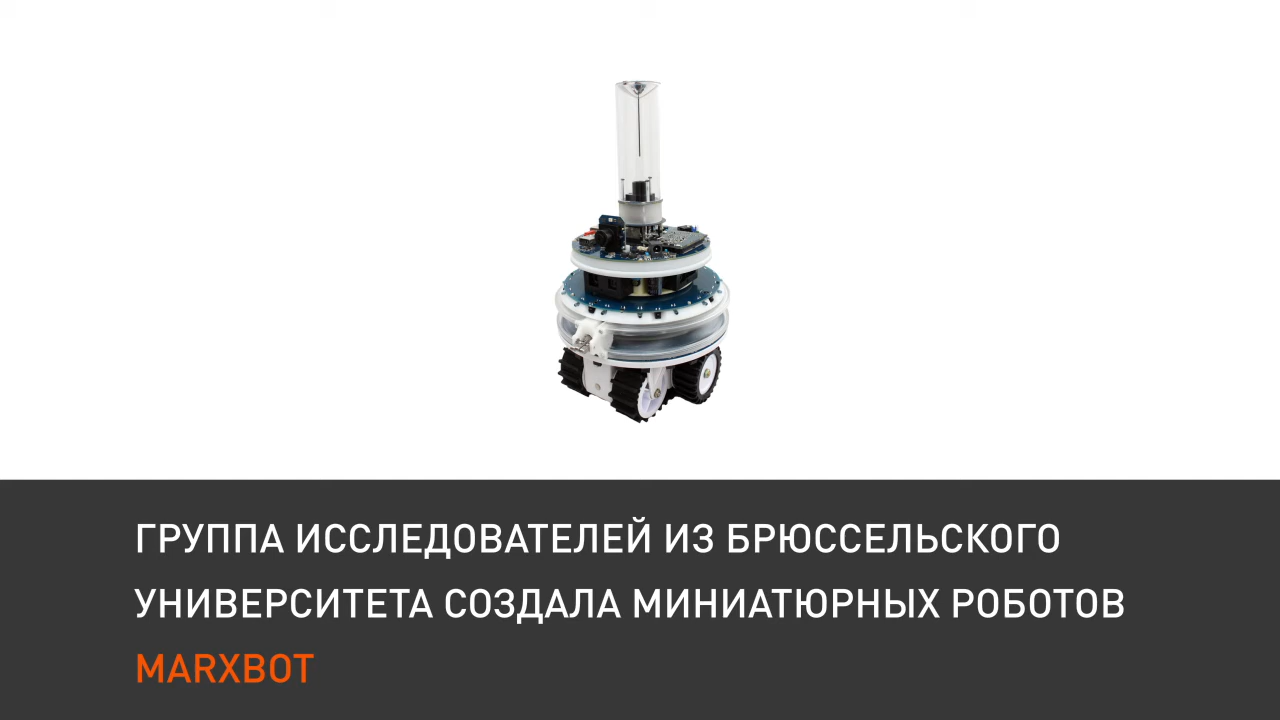 ГРУППА ИССЛЕДОВАТЕЛЕЙ ИЗ БРЮССЕЛЬСКОГО
УНИВЕРСИТЕТА СОЗДАЛА МИНИАТЮРНЫХ РОБОТОВ
MARXBOT